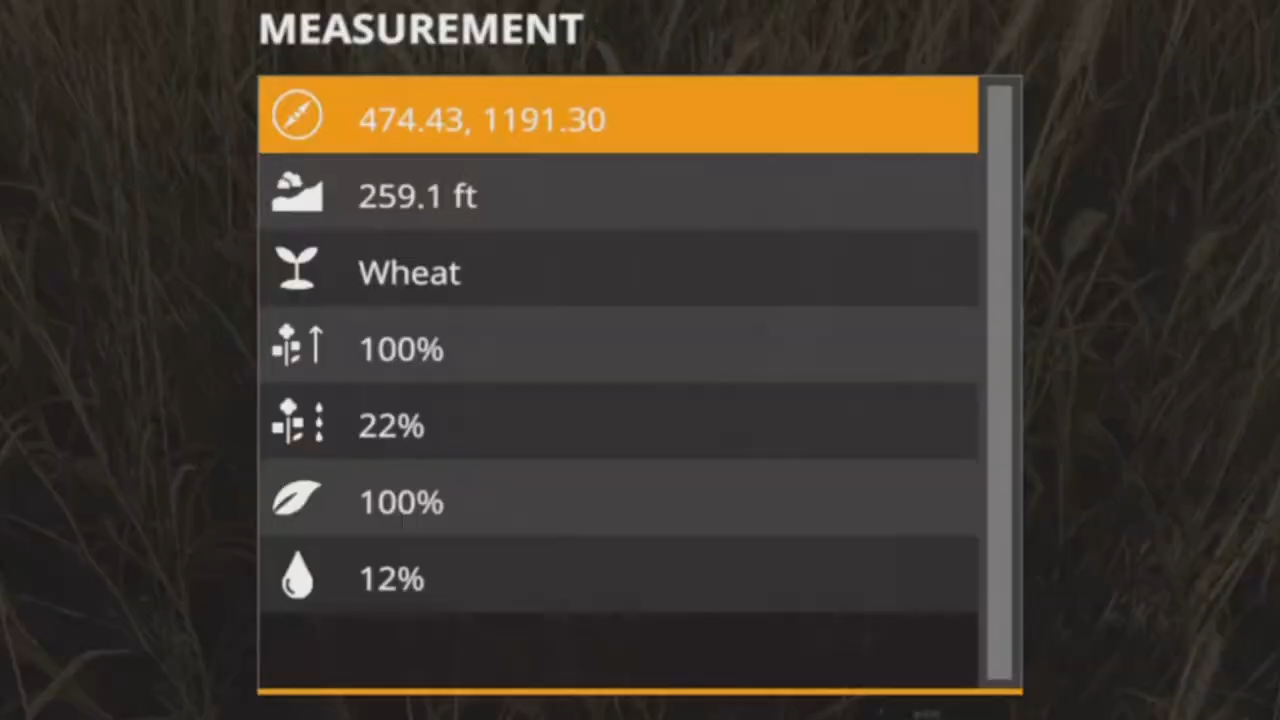 MEASUREMENT
474.43, 1191.30
259.1 ft
Wheat
100%
22%
100%
12%